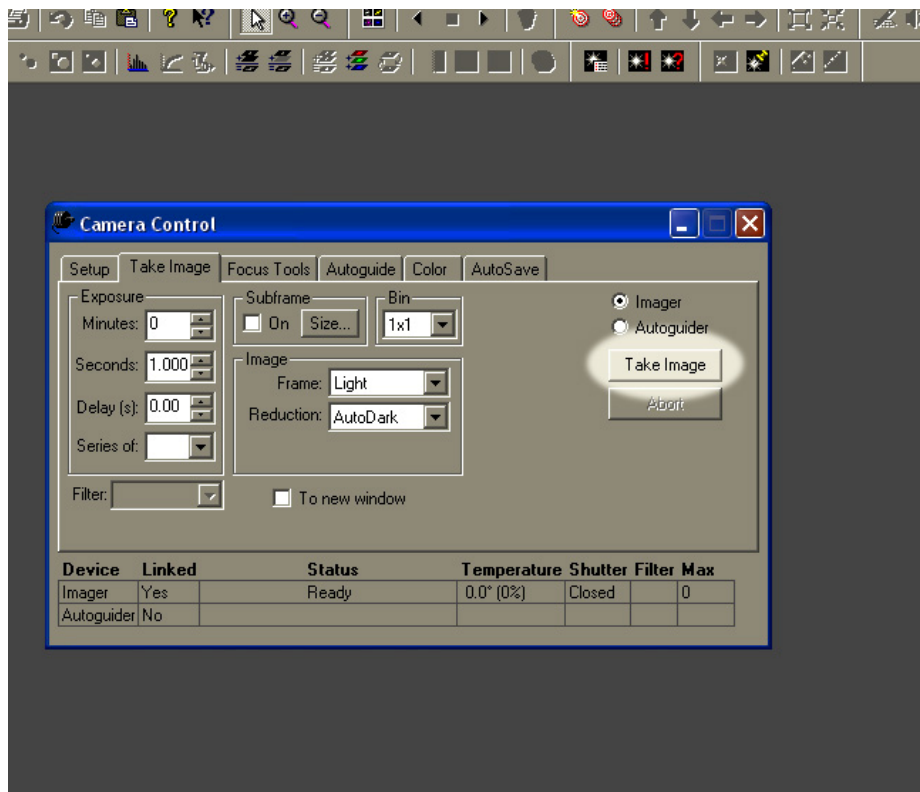 Camera Control
Setup Take Image Focus Tools Autoguide Color AutoSave
Exposure Subframe Bin Imager
Minutes: 0 On Size... 1x1 Autoguider
Seconds: 1.000 Image Take Image
Frame: Light
Delay (s): 0.00 Reduction: AutoDark Abort
Series of:
Filter: To new window
Device Linked Status Temperature Shutter Filter Max
Imager Yes Ready 0.0° (0%) Closed 0
Autoguider No